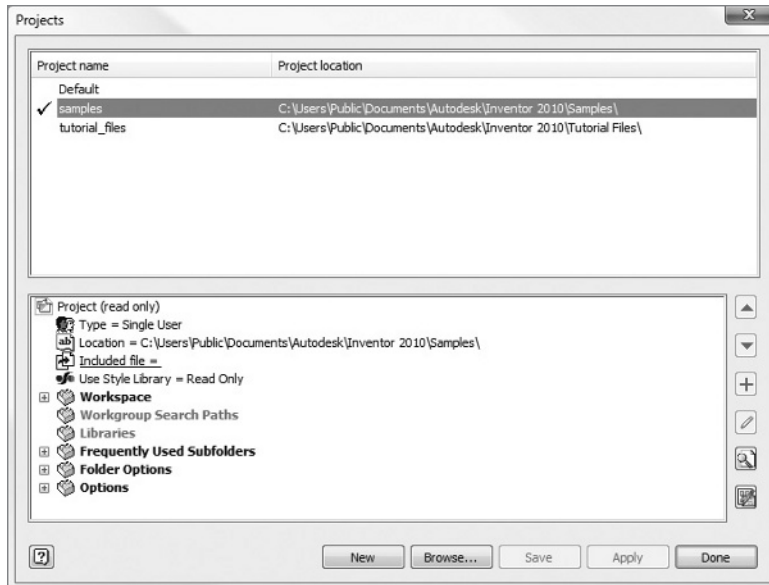 Projects
Project name Project location
Default
samples C:\Users\Public\Documents\Autodesk\Inventor 2010\Samples\
tutorial_files C:\Users\Public\Documents\Autodesk\Inventor 2010\Tutorial Files\
Project (read only)
Type = Single User
Location = C:\Users\Public\Documents\Autodesk\Inventor 2010\Samples\
Included file =
Use Style Library = Read Only
Workspace
Workgroup Search Paths
Libraries
Frequently Used Subfolders
Folder Options
Options
New Browse... Save Apply Done